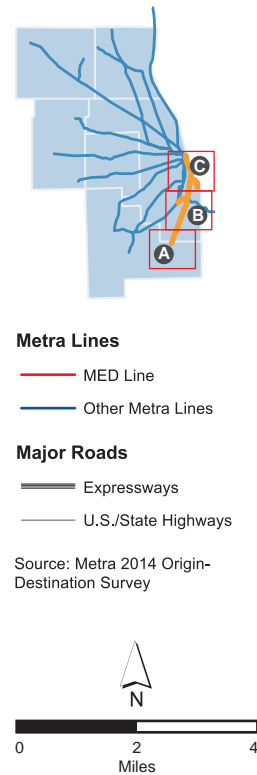 C
B
A
Metra Lines
MED Line
Other Metra Lines
Major Roads
Expressways
U.S./State Highways
Source: Metra 2014 Origin-
Destination Survey
N
0 2 4
Miles